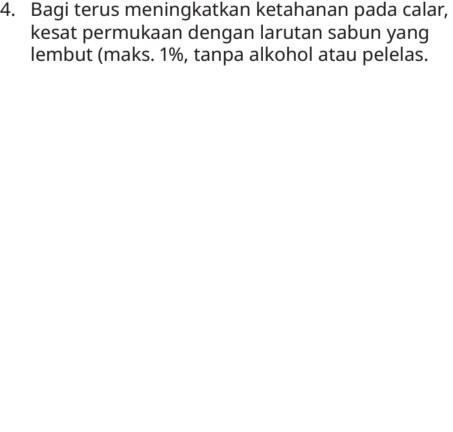 4. Bagi terus meningkatkan ketahanan pada calar,
kesat permukaan dengan larutan sabun yang
lembut (maks. 1%, tanpa alkohol atau pelelas.